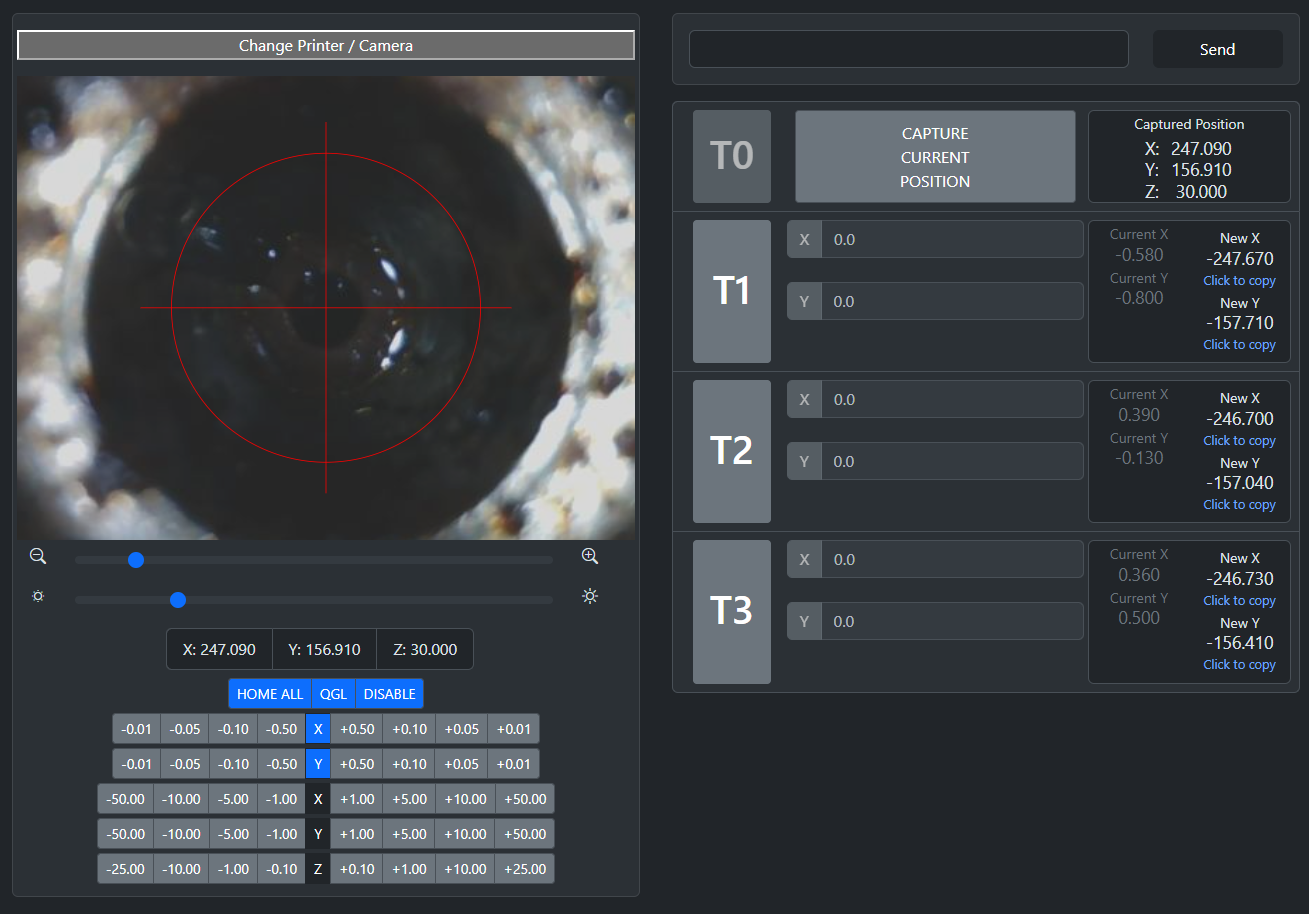 Change Printer / Camera
X: 247.090 Y: 156.910 Z: 30.000
HOME ALL QGL DISABLE
-0.01 -0.05 -0.10 -0.50 X +0.50 +0.10 +0.05 +0.01
-0.01 -0.05 -0.10 -0.50 Y +0.50 +0.10 +0.05 +0.01
-50.00 -10.00 -5.00 -1.00 X +1.00 +5.00 +10.00 +50.00
-50.00 -10.00 -5.00 -1.00 Y +1.00 +5.00 +10.00 +50.00
-25.00 -10.00 -1.00 -0.10 Z +0.10 +1.00 +10.00 +25.00
Send
T0
CAPTURE
CURRENT
POSITION
Captured Position
X: 247.090
Y: 156.910
Z: 30.000
T1
X 0.0
Y 0.0
Current X
-0.580
Current Y
-0.800
New X
-247.670
Click to copy
New Y
-157.710
Click to copy
T2
X 0.0
Y 0.0
Current X
0.390
Current Y
-0.130
New X
-246.700
Click to copy
New Y
-157.040
Click to copy
T3
X 0.0
Y 0.0
Current X
0.360
Current Y
0.500
New X
-246.730
Click to copy
New Y
-156.410
Click to copy